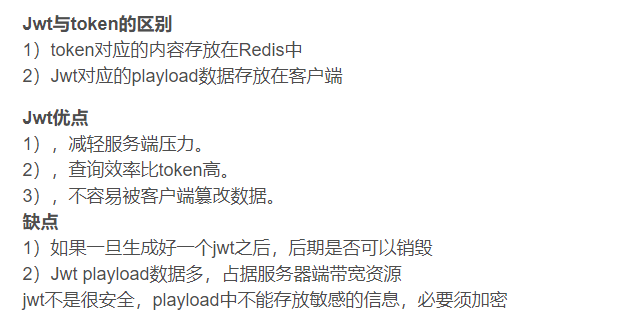 Jwt与token的区别
1）token对应的内容存放在Redis中
2）Jwt对应的playload数据存放在客户端
Jwt优点
1），减轻服务端压力。
2），查询效率比token高。
3），不容易被客户端篡改数据。
缺点
1）如果一旦生成好一个jwt之后，后期是否可以销毁
2）Jwt playload数据多，占据服务器端带宽资源
jwt不是很安全，playload中不能存放敏感的信息，必要须加密